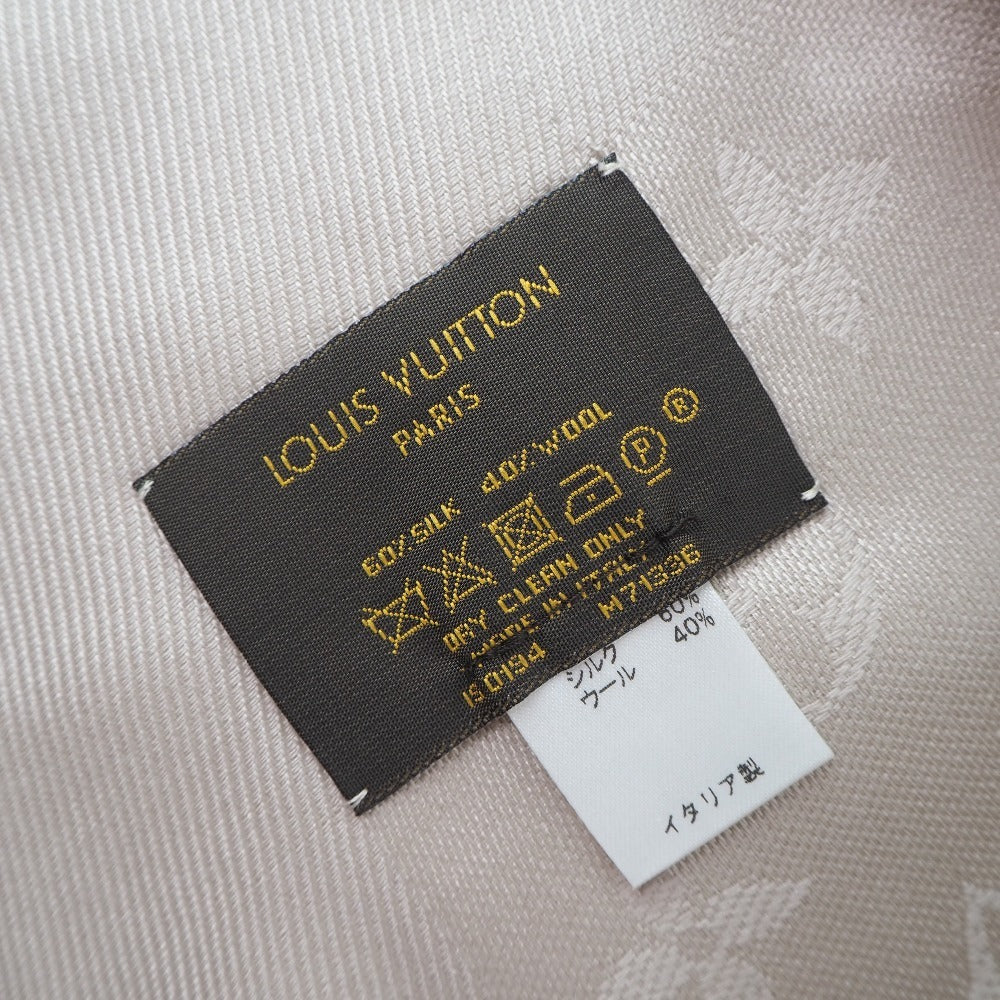 LOUIS VUITTON
PARIS
60% SILK 40% WOOL
P ®
DRY CLEAN ONLY
MADE IN ITALY
IS0194 M71336
シルク 60%
ウール 40%
イタリア製